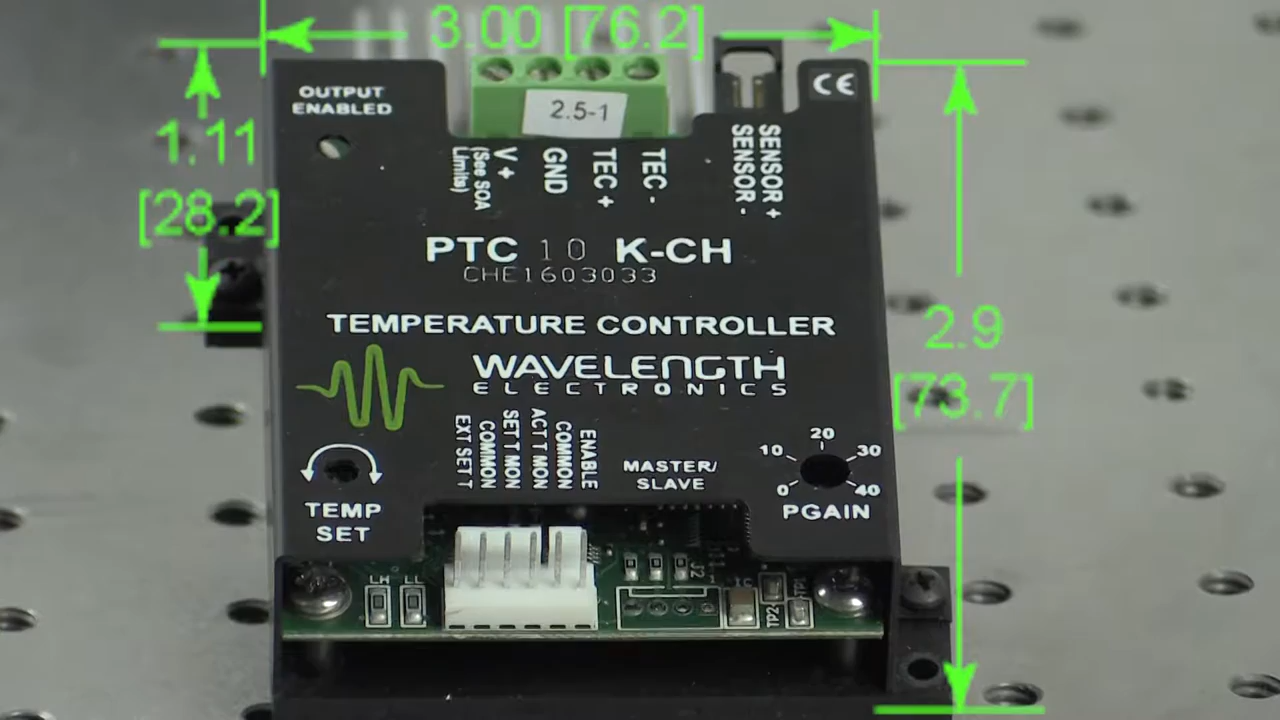 3.00 [76.2]
1.11
[28.2]
2.9
[73.7]
OUTPUT
ENABLED
2.5-1
CE
V +
(See SOA
Limits)
GND
TEC +
TEC -
SENSOR +
SENSOR -
PTC 10 K-CH
CHE1603033
TEMPERATURE CONTROLLER
WAVELENGTH
ELECTRONICS
EXT SET T
COMMON
SET T MON
ACT T MON
COMMON
ENABLE
MASTER/
SLAVE
0 10 20 30 40
PGAIN
TEMP
SET
LH
LL
J2
TP2
TP1